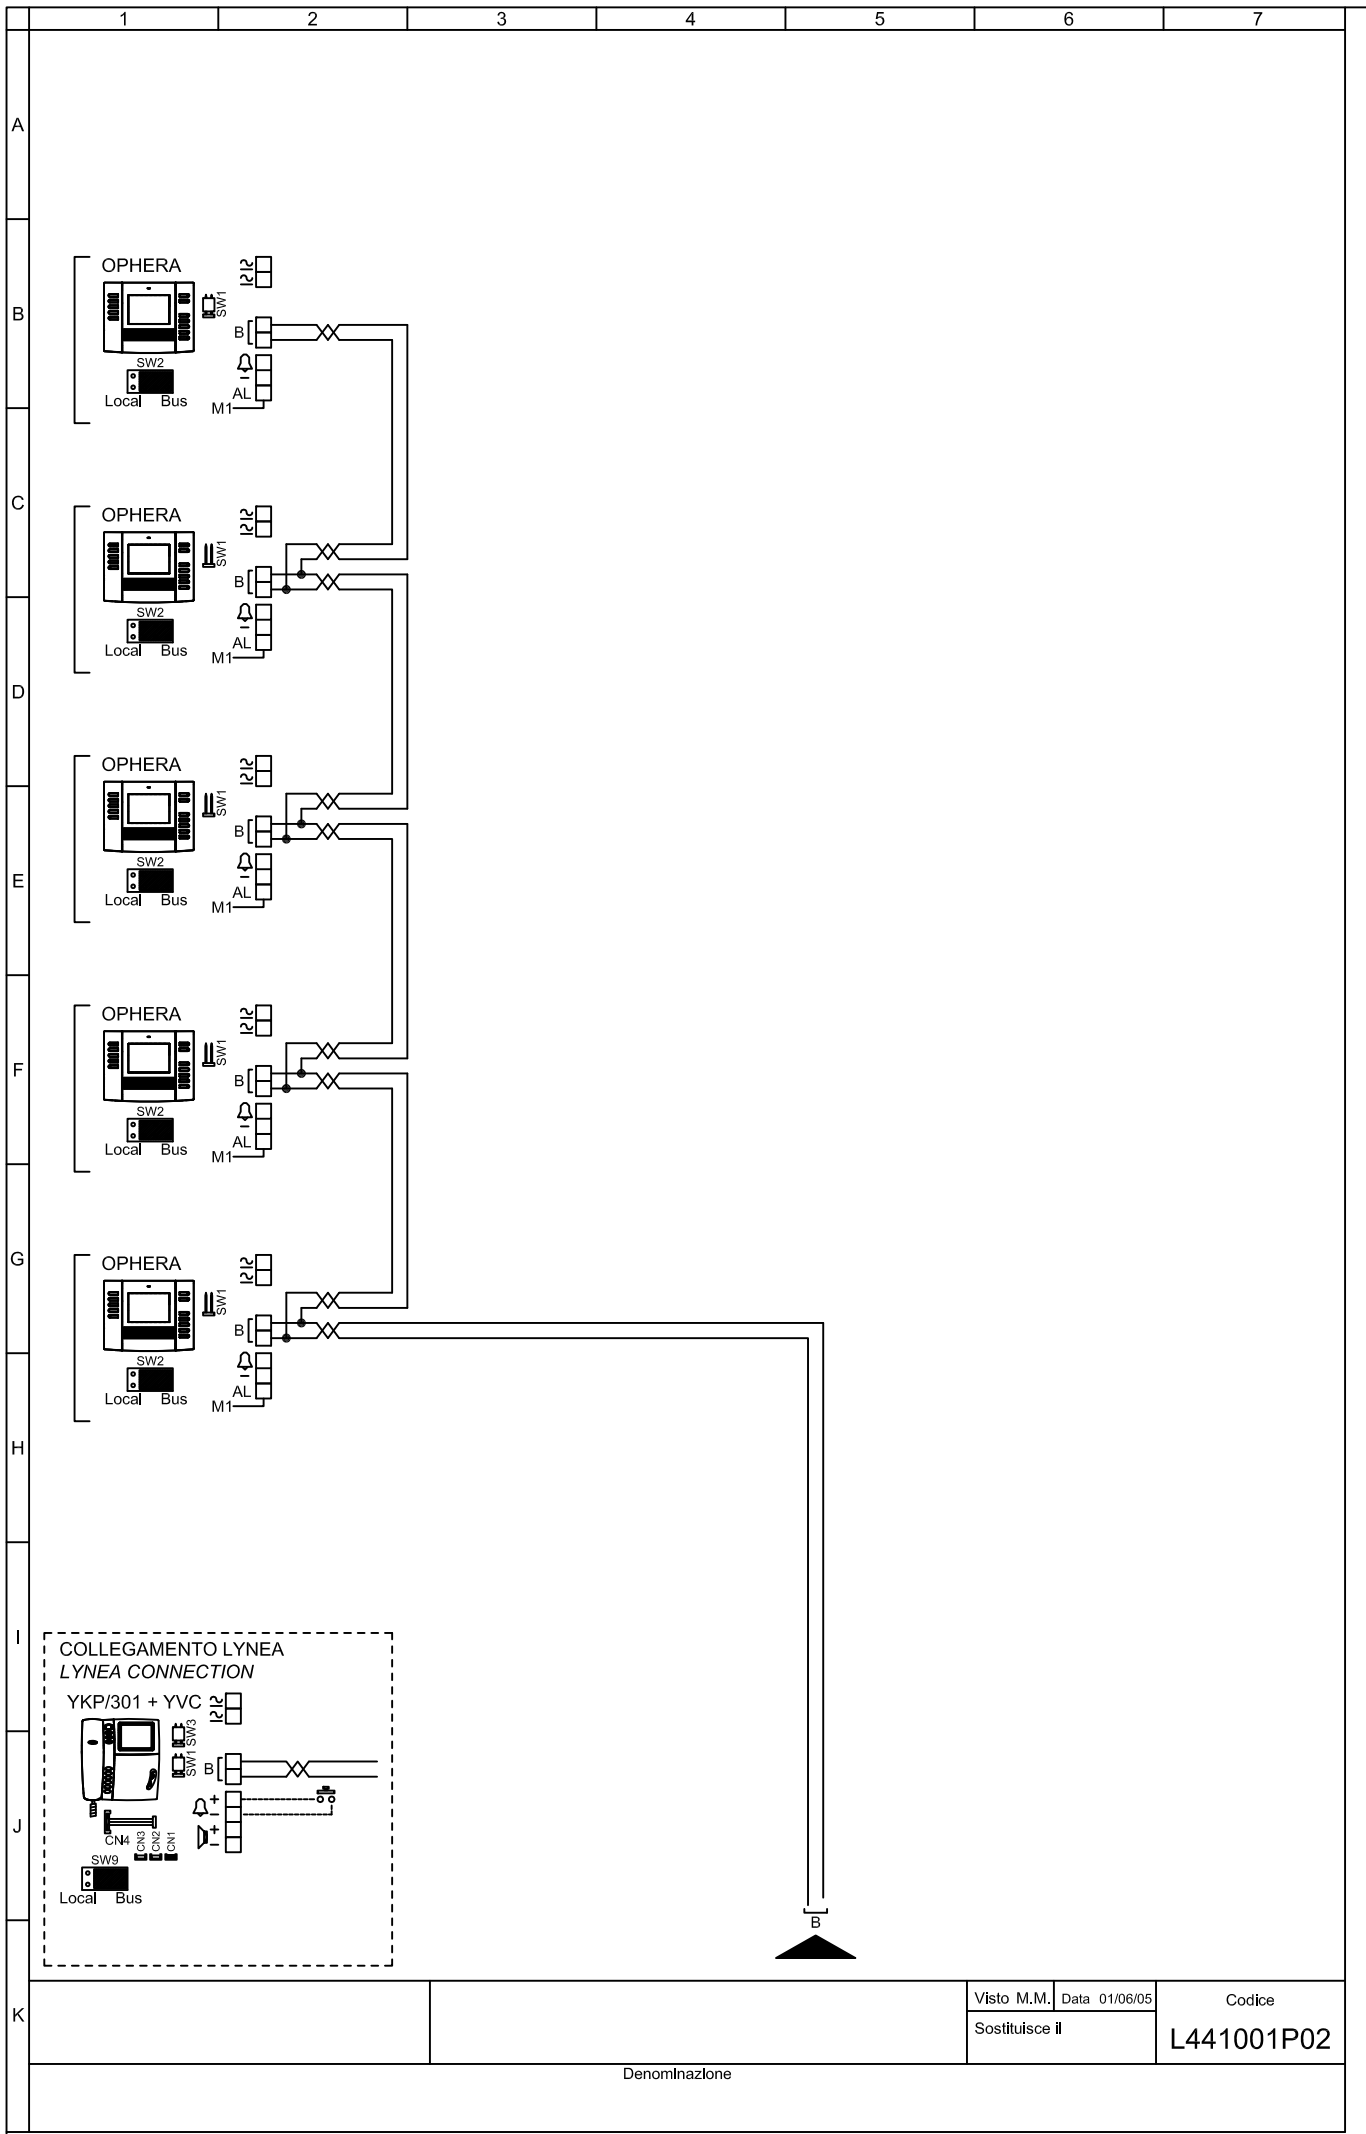 1 2 3 4 5 6 7
A
B
C
D
E
F
G
H
I
J
K
OPHERA
SW1
B
SW2
Local Bus
AL
M1
OPHERA
SW1
B
SW2
Local Bus
AL
M1
OPHERA
SW1
B
SW2
Local Bus
AL
M1
OPHERA
SW1
B
SW2
Local Bus
AL
M1
OPHERA
SW1
B
SW2
Local Bus
AL
M1
COLLEGAMENTO LYNEA
LYNEA CONNECTION
YKP/301 + YVC
SW3
SW1
B
+
−
+
−
CN4
CN3
CN2
CN1
SW9
Local Bus
B
Visto M.M.
Data 01/06/05
Sostituisce il
Codice
L441001P02
Denominazione